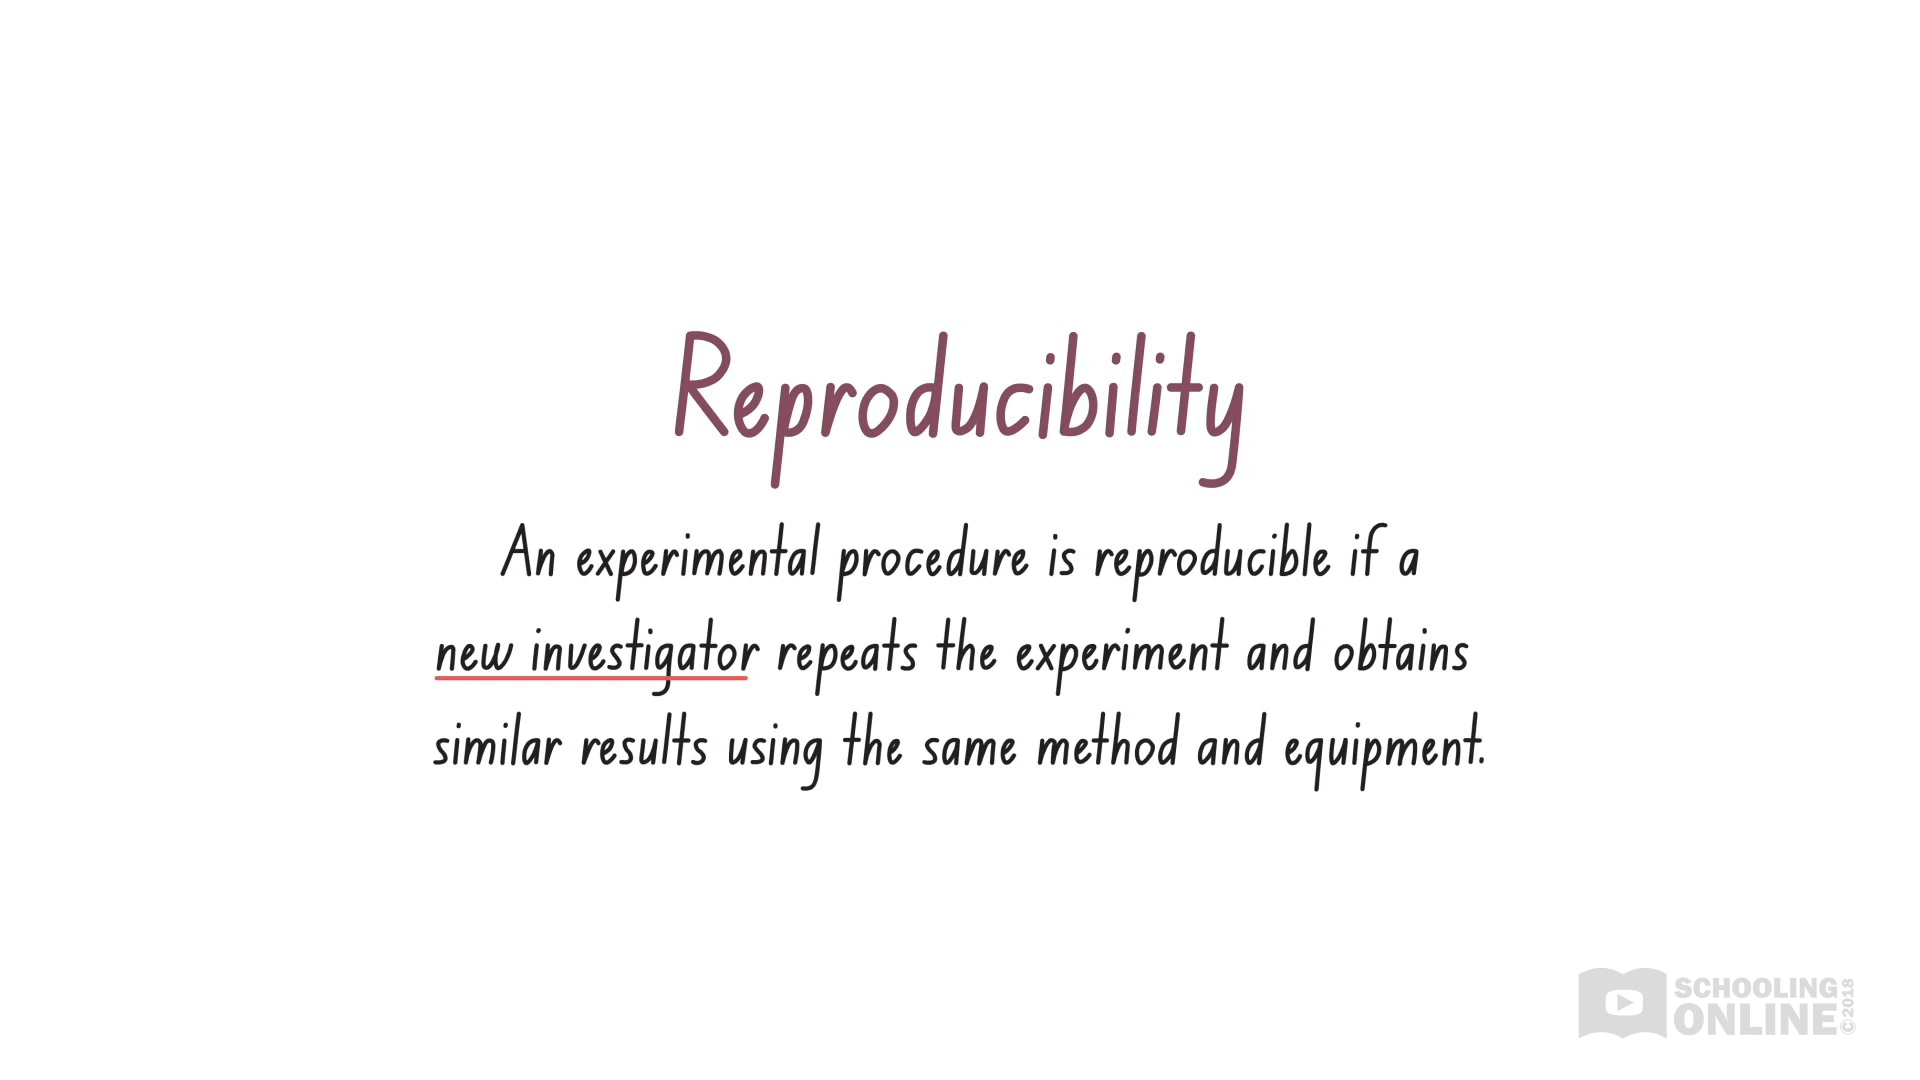 Reproducibility
An experimental procedure is reproducible if a
new investigator repeats the experiment and obtains
similar results using the same method and equipment.
SCHOOLING
ONLINE
©2018